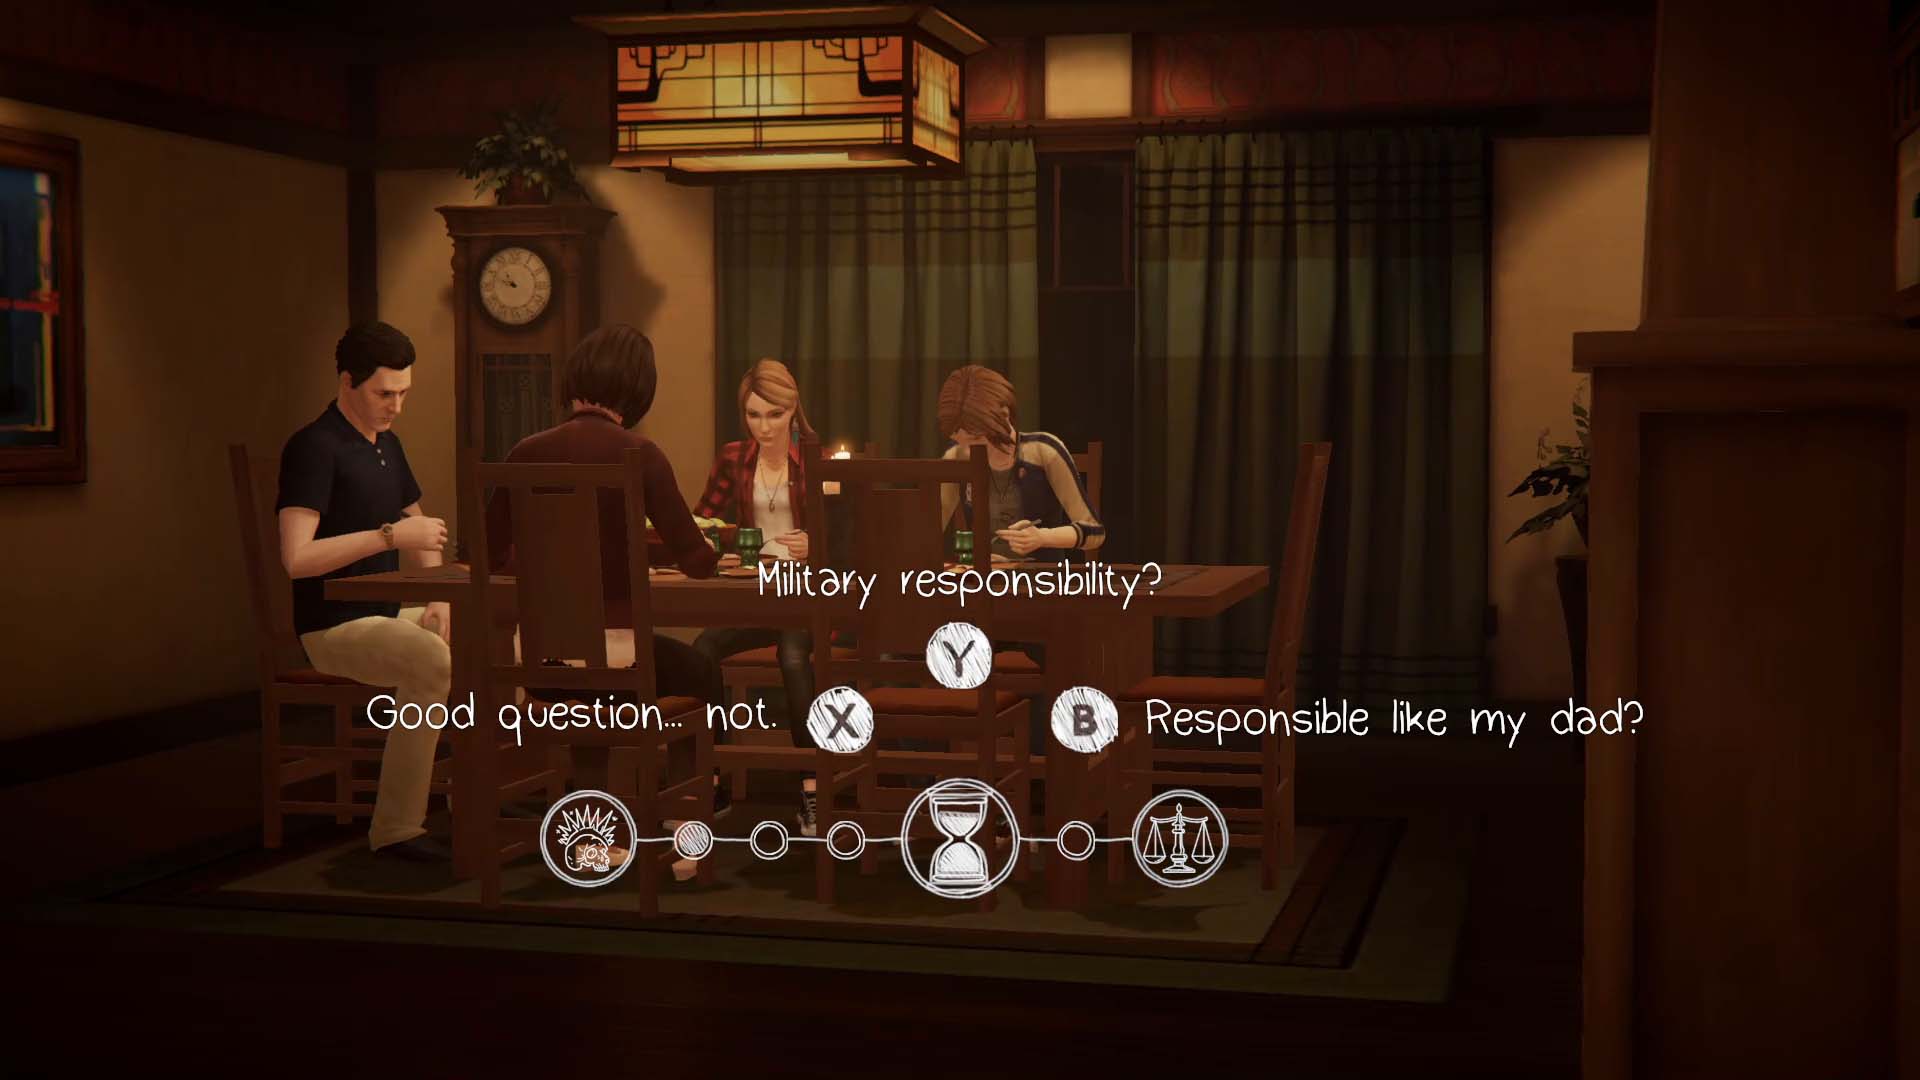 Military responsibility?
Y
Good question... not.
X
B
Responsible like my dad?